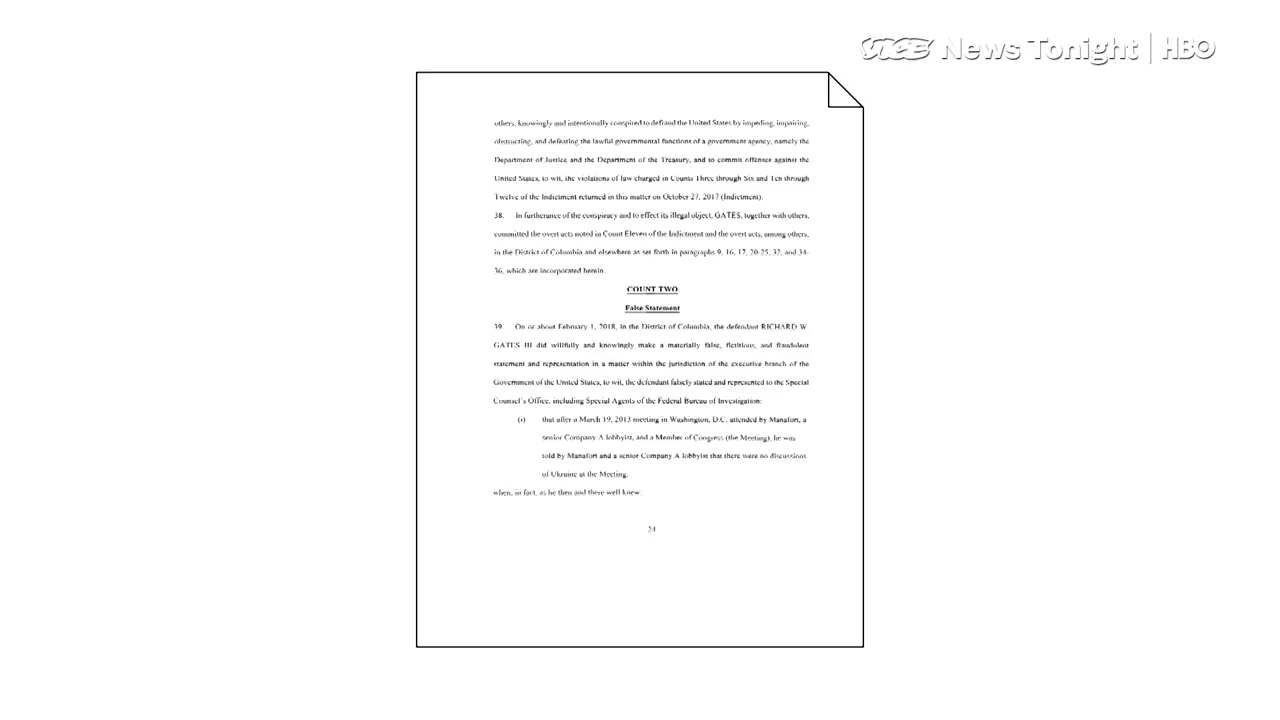 VICE News Tonight | HBO
others, knowingly and intentionally conspired to defraud the United States by impeding, impairing,
obstructing, and defeating the lawful governmental functions of a government agency, namely the
Department of Justice and the Department of the Treasury, and to commit offenses against the
United States, to wit, the violations of law charged in Counts Three through Six and Ten through
Twelve of the Indictment returned in this matter on October 27, 2017 (Indictment).
38. In furtherance of the conspiracy and to effect its illegal object, GATES, together with others,
committed the overt acts noted in Count Eleven of the Indictment and the overt acts, among others,
in the District of Columbia and elsewhere as set forth in paragraphs 9, 16, 17, 20-25, 32, and 34-
36, which are incorporated herein.
COUNT TWO
False Statement
39. On or about February 1, 2018, in the District of Columbia, the defendant RICHARD W.
GATES III did willfully and knowingly make a materially false, fictitious, and fraudulent
statement and representation in a matter within the jurisdiction of the executive branch of the
Government of the United States, to wit, the defendant falsely stated and represented to the Special
Counsel's Office, including Special Agents of the Federal Bureau of Investigation:
(i) that after a March 19, 2013 meeting in Washington, D.C. attended by Manafort, a
senior Company A lobbyist, and a Member of Congress (the Meeting), he was
told by Manafort and a senior Company A lobbyist that there were no discussions
of Ukraine at the Meeting;
when, in fact, as he then and there well knew:
24